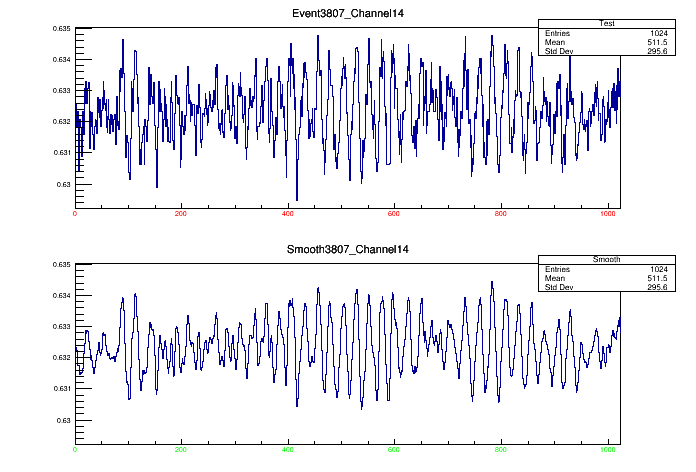 Event3807_Channel14
Test
Entries 1024
Mean 511.5
Std Dev 295.6
0.635
0.634
0.633
0.632
0.631
0.63
0 200 400 600 800 1000
Smooth3807_Channel14
Smooth
Entries 1024
Mean 511.5
Std Dev 295.6
0.635
0.634
0.633
0.632
0.631
0.63
0 200 400 600 800 1000